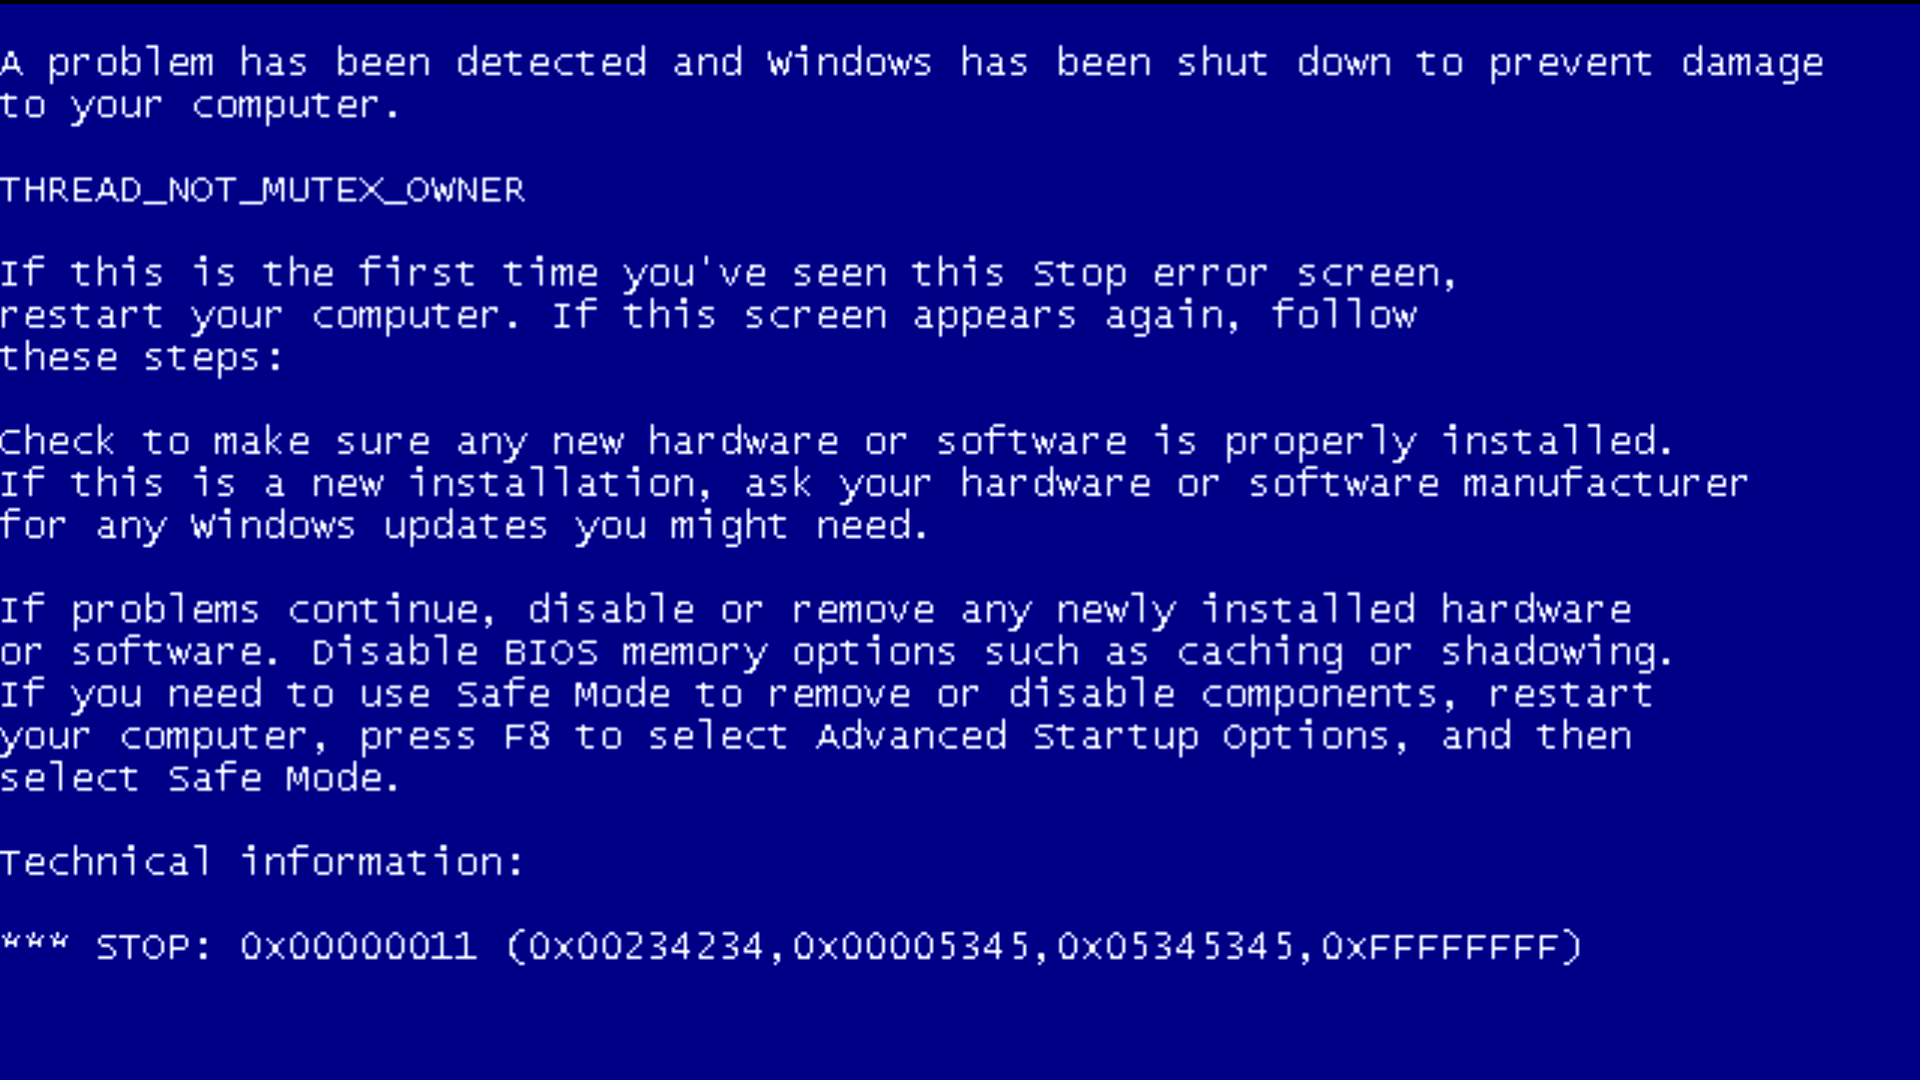 A problem has been detected and Windows has been shut down to prevent damage
to your computer.
THREAD_NOT_MUTEX_OWNER
If this is the first time you've seen this Stop error screen,
restart your computer. If this screen appears again, follow
these steps:
Check to make sure any new hardware or software is properly installed.
If this is a new installation, ask your hardware or software manufacturer
for any Windows updates you might need.
If problems continue, disable or remove any newly installed hardware
or software. Disable BIOS memory options such as caching or shadowing.
If you need to use Safe Mode to remove or disable components, restart
your computer, press F8 to select Advanced Startup Options, and then
select Safe Mode.
Technical information:
*** STOP: 0x00000011 (0x00234234,0x00005345,0x05345345,0xFFFFFFFF)